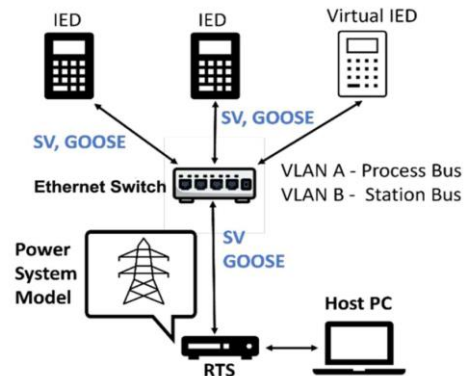 IED
IED
Virtual IED
SV, GOOSE
SV, GOOSE
Ethernet Switch
VLAN A - Process Bus
VLAN B - Station Bus
SV
GOOSE
Power
System
Model
Host PC
RTS